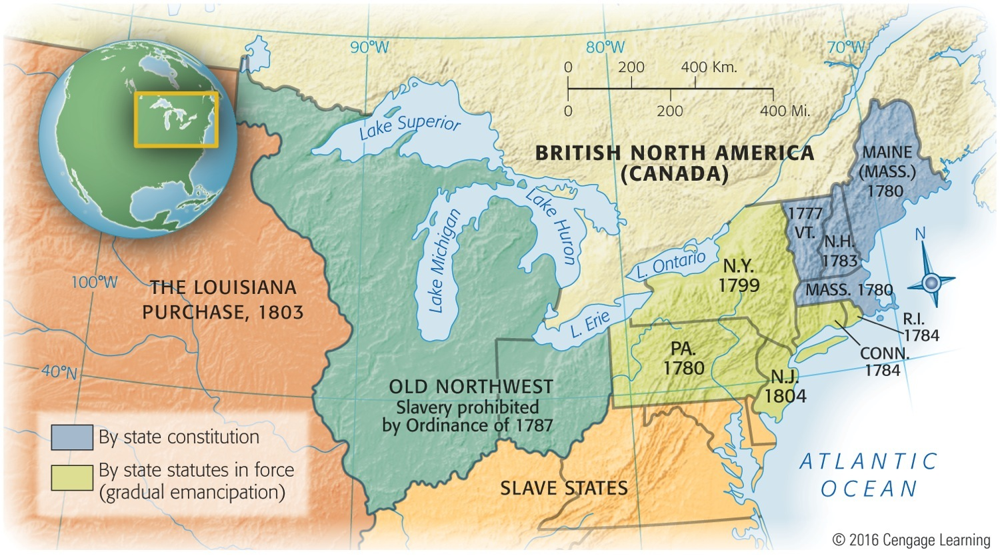 90°W
80°W
70°W
0 200 400 Km.
0 200 400 Mi.
Lake Superior
BRITISH NORTH AMERICA
(CANADA)
MAINE
(MASS.)
1780
Lake Huron
Lake Michigan
1777
VT.
N.H.
1783
N
L. Ontario
N.Y.
1799
100°W
THE LOUISIANA
PURCHASE, 1803
MASS. 1780
L. Erie
R.I.
1784
CONN.
1784
PA.
1780
40°N
N.J.
1804
OLD NORTHWEST
Slavery prohibited
by Ordinance of 1787
By state constitution
By state statutes in force
(gradual emancipation)
SLAVE STATES
ATLANTIC
OCEAN
© 2016 Cengage Learning